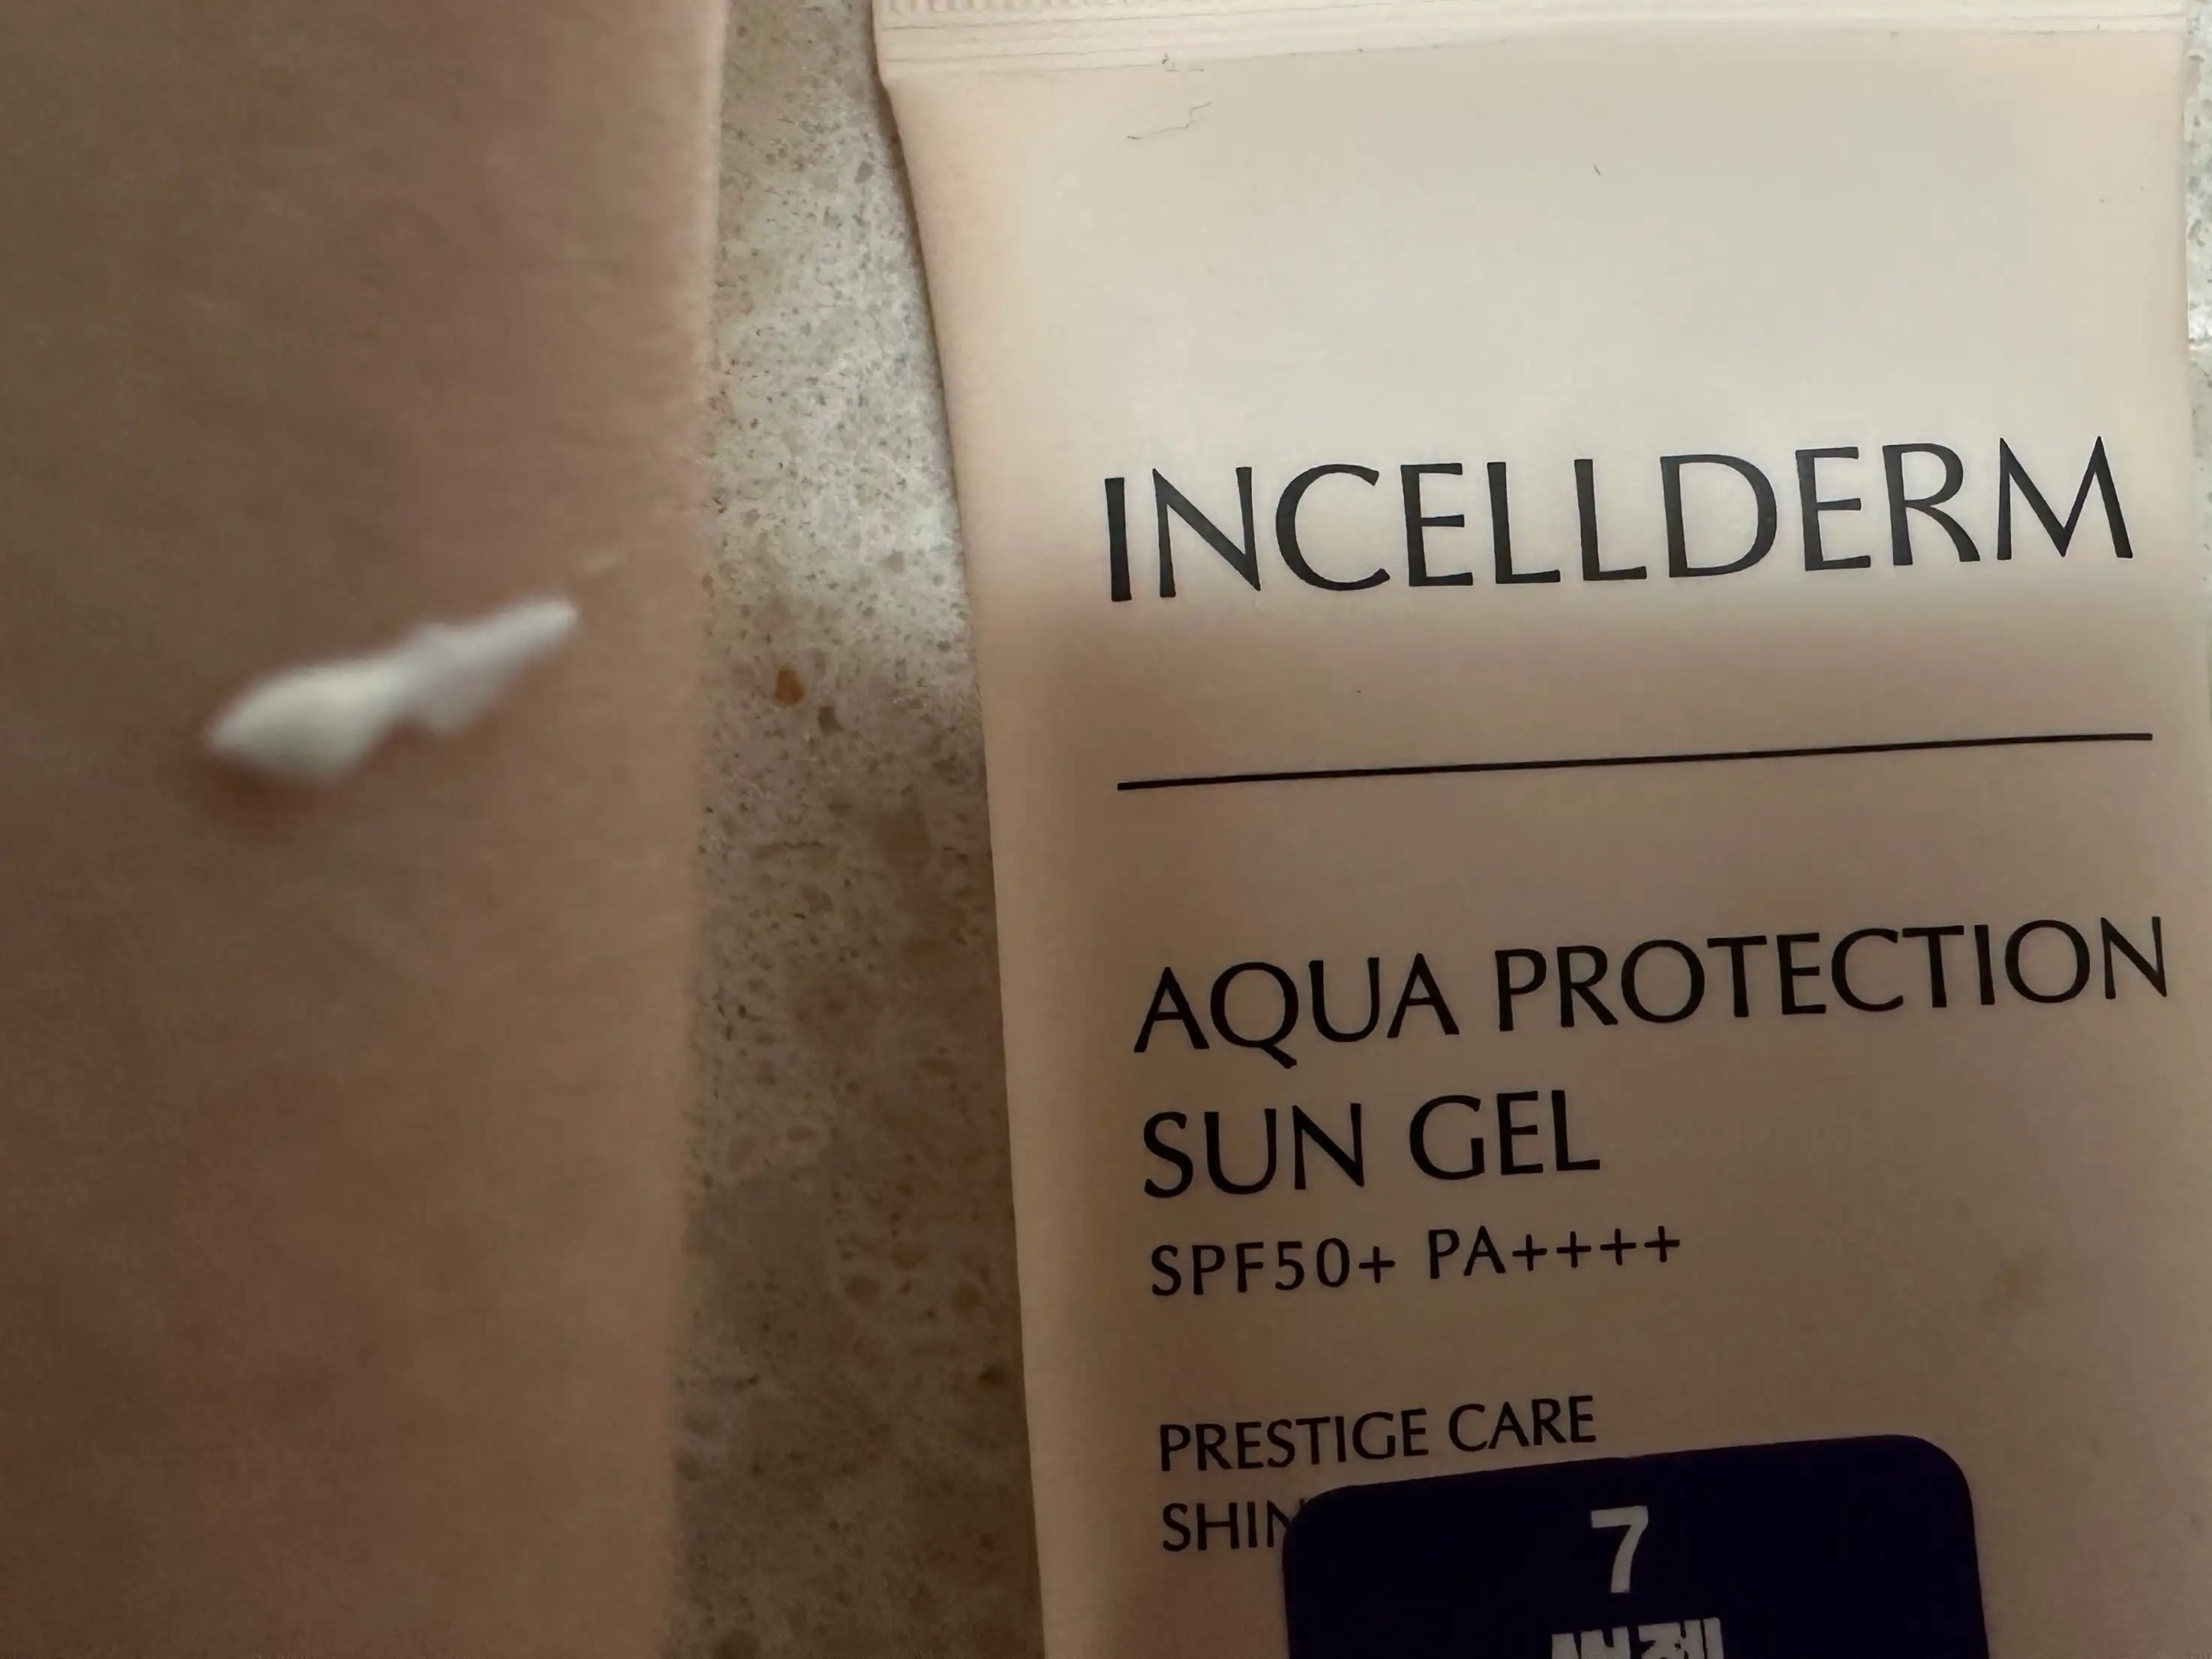 INCELLDERM
AQUA PROTECTION
SUN GEL
SPF50+ PA++++
PRESTIGE CARE
7